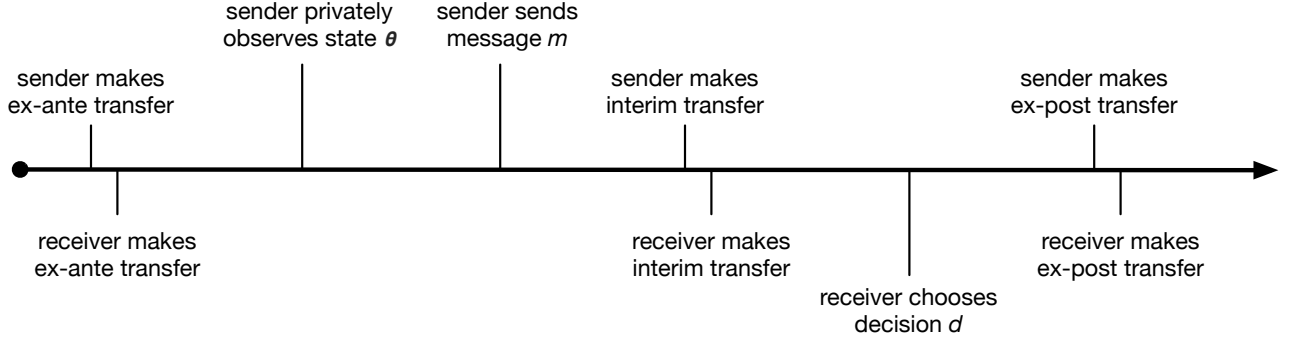 sender privately
observes state θ
sender sends
message m
sender makes
ex-ante transfer
sender makes
interim transfer
sender makes
ex-post transfer
receiver makes
ex-ante transfer
receiver makes
interim transfer
receiver makes
ex-post transfer
receiver chooses
decision d